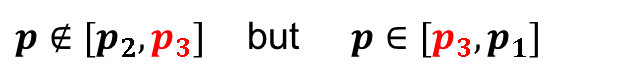 p ∉ [p₂,p₃] but p ∈ [p₃,p₁]